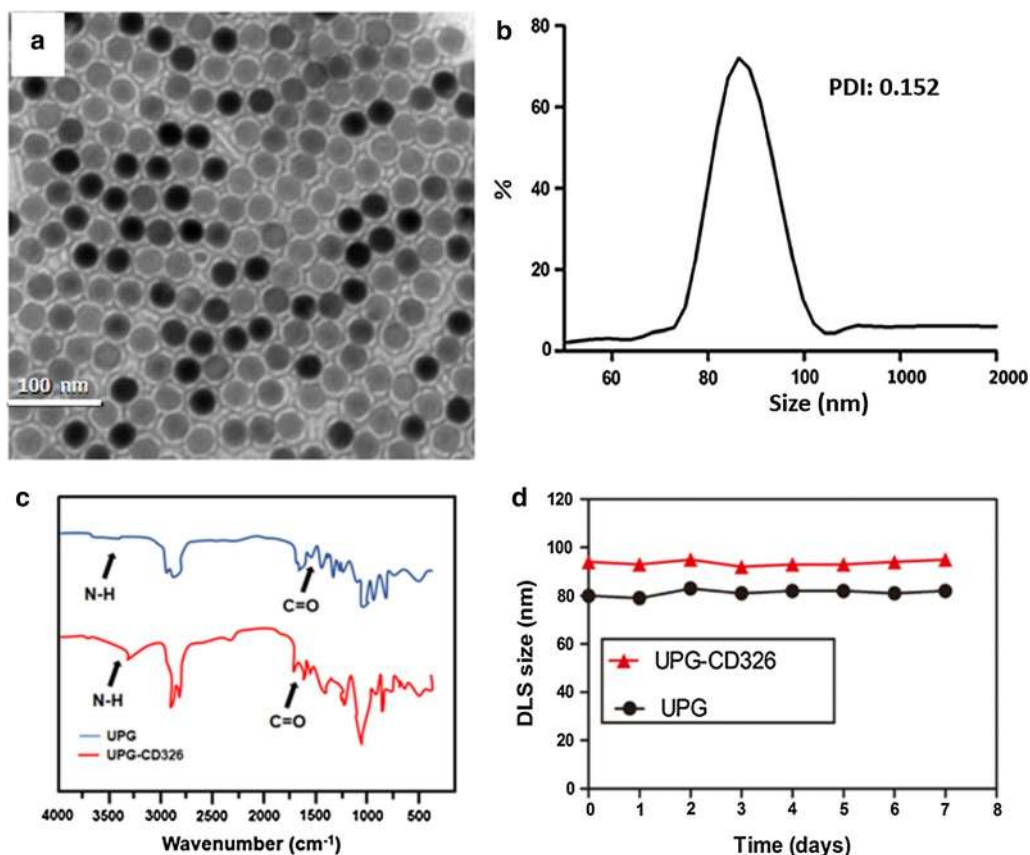 a
100 nm
b
PDI: 0.152
80
60
40
20
0
%
60 80 100 1000 2000
Size (nm)
c
N-H
C=O
N-H
C=O
UPG
UPG-CD326
4000 3500 3000 2500 2000 1500 1000 500
Wavenumber (cm-1)
d
120
100
80
60
40
20
0
DLS size (nm)
UPG-CD326
UPG
0 1 2 3 4 5 6 7 8
Time (days)